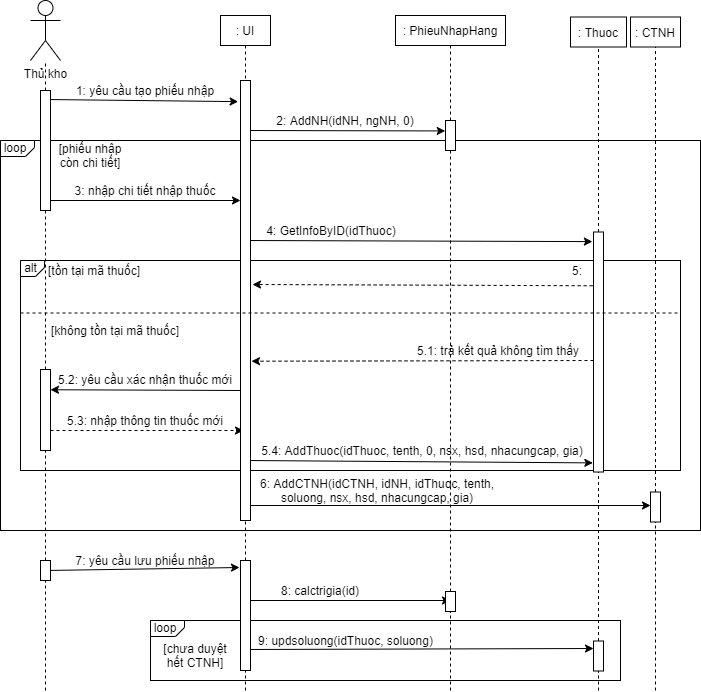 : UI
: PhieuNhapHang
: Thuoc
: CTNH
Thủ kho
1: yêu cầu tạo phiếu nhập
2: AddNH(idNH, ngNH, 0)
loop
[phiếu nhập
còn chi tiết]
3: nhập chi tiết nhập thuốc
4: GetInfoByID(idThuoc)
alt
[tồn tại mã thuốc]
5:
[không tồn tại mã thuốc]
5.1: trả kết quả không tìm thấy
5.2: yêu cầu xác nhận thuốc mới
5.3: nhập thông tin thuốc mới
5.4: AddThuoc(idThuoc, tenth, 0, nsx, hsd, nhacungcap, gia)
6: AddCTNH(idCTNH, idNH, idThuoc, tenth,
soluong, nsx, hsd, nhacungcap, gia)
7: yêu cầu lưu phiếu nhập
8: calctrigia(id)
loop
[chưa duyệt
hết CTNH]
9: updsoluong(idThuoc, soluong)